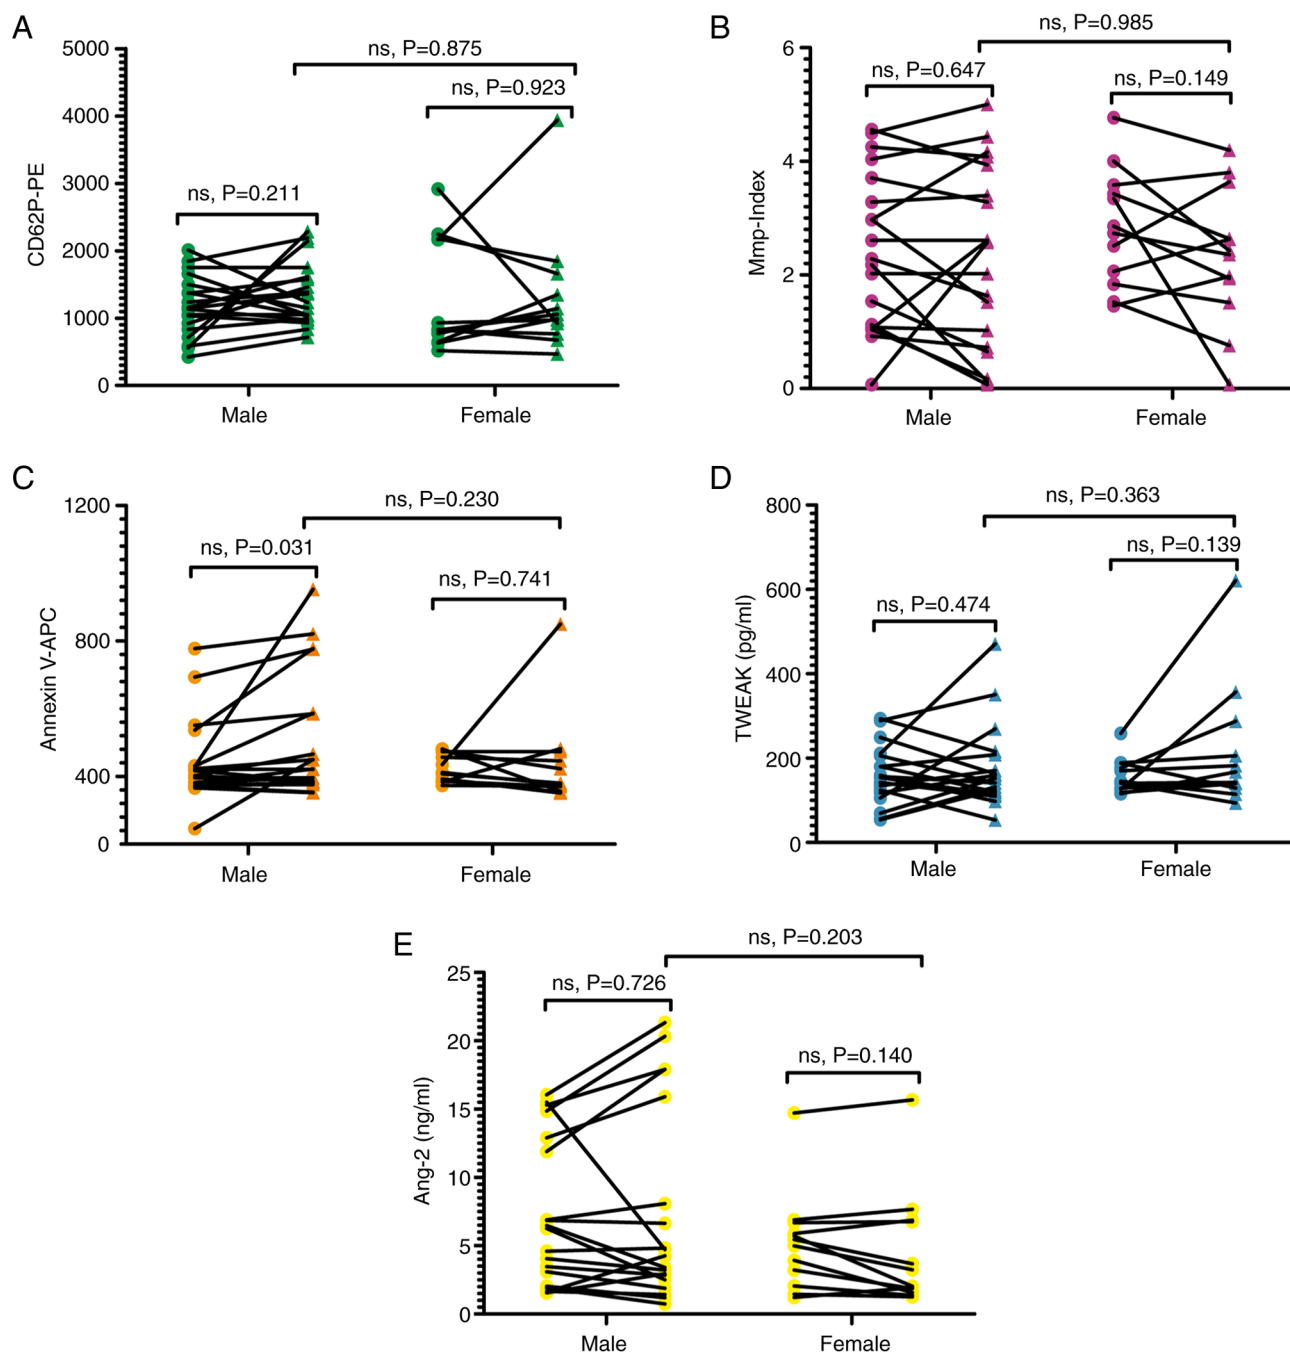 A
ns, P=0.875
ns, P=0.923
ns, P=0.211
CD62P-PE
5000
4000
3000
2000
1000
0
Male
Female
B
ns, P=0.985
ns, P=0.647
ns, P=0.149
Mmp-Index
6
4
2
0
Male
Female
C
ns, P=0.230
ns, P=0.031
ns, P=0.741
Annexin V-APC
1200
800
400
0
Male
Female
D
ns, P=0.363
ns, P=0.139
ns, P=0.474
TWEAK (pg/ml)
800
600
400
200
0
Male
Female
E
ns, P=0.203
ns, P=0.726
ns, P=0.140
Ang-2 (ng/ml)
25
20
15
10
5
0
Male
Female